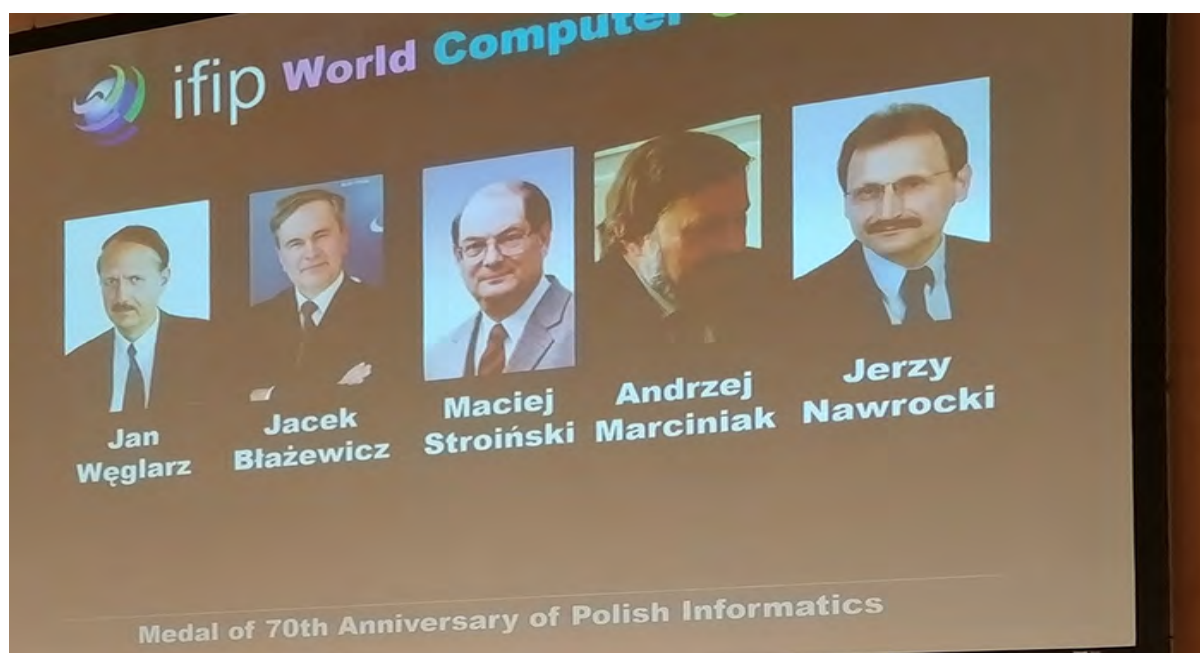 ifip World Computer
Jan
Węglarz
Jacek
Błażewicz
Maciej
Stroiński
Andrzej
Marciniak
Jerzy
Nawrocki
Medal of 70th Anniversary of Polish Informatics